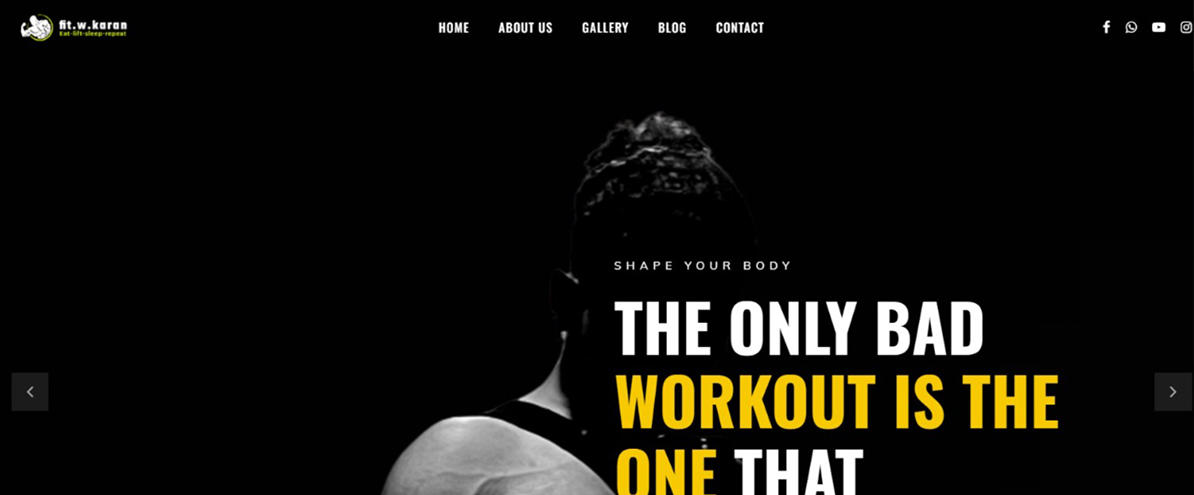 fit.w.karan
Eat-lift-sleep-repeat
HOME ABOUT US GALLERY BLOG CONTACT
SHAPE YOUR BODY
THE ONLY BAD
WORKOUT IS THE
ONE THAT